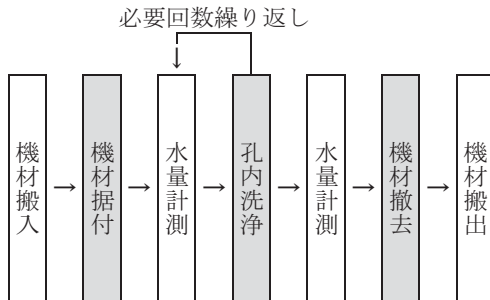 必要回数繰り返し
機材搬入
機材据付
水量計測
孔内洗浄
水量計測
機材撤去
機材搬出